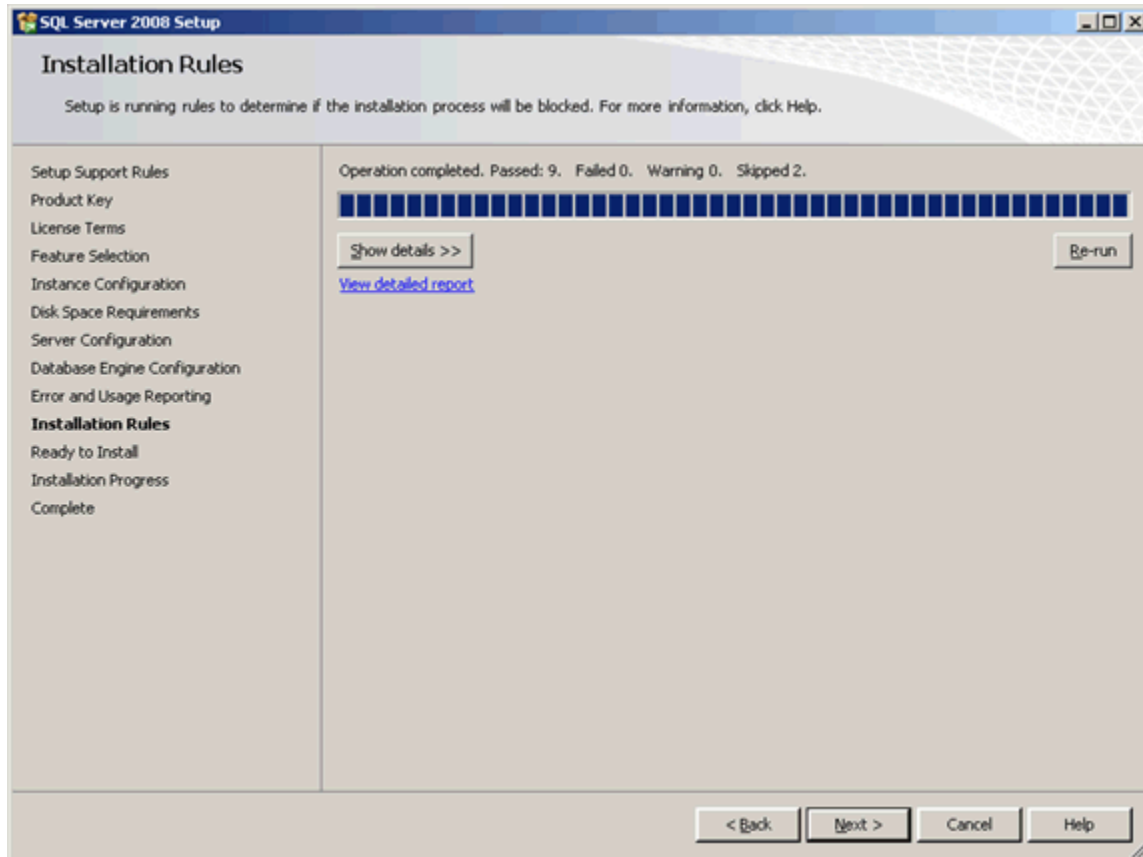 SQL Server 2008 Setup
Installation Rules
Setup is running rules to determine if the installation process will be blocked. For more information, click Help.
Setup Support Rules
Product Key
License Terms
Feature Selection
Instance Configuration
Disk Space Requirements
Server Configuration
Database Engine Configuration
Error and Usage Reporting
Installation Rules
Ready to Install
Installation Progress
Complete
Operation completed. Passed: 9. Failed 0. Warning 0. Skipped 2.
Show details >>
Re-run
View detailed report
< Back
Next >
Cancel
Help